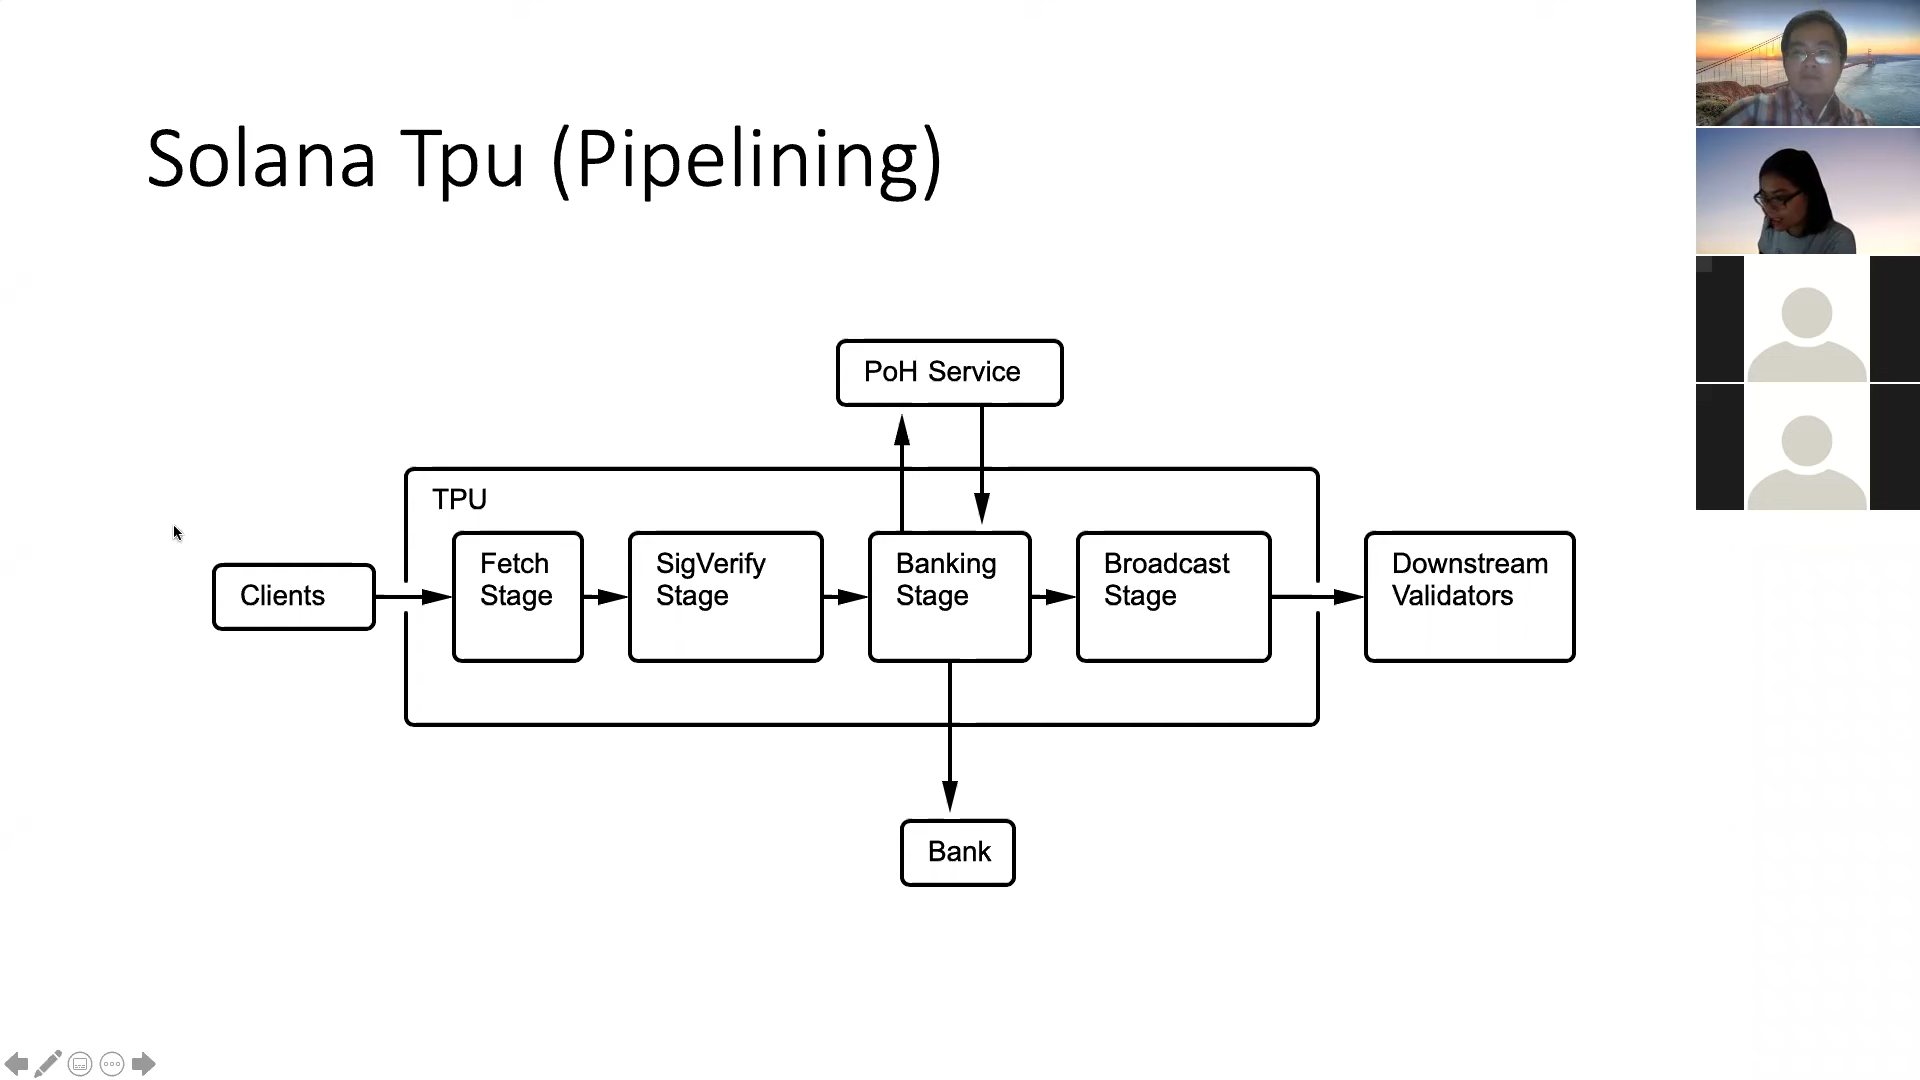 Solana Tpu (Pipelining)
PoH Service
TPU
Clients
Fetch
Stage
SigVerify
Stage
Banking
Stage
Broadcast
Stage
Downstream
Validators
Bank